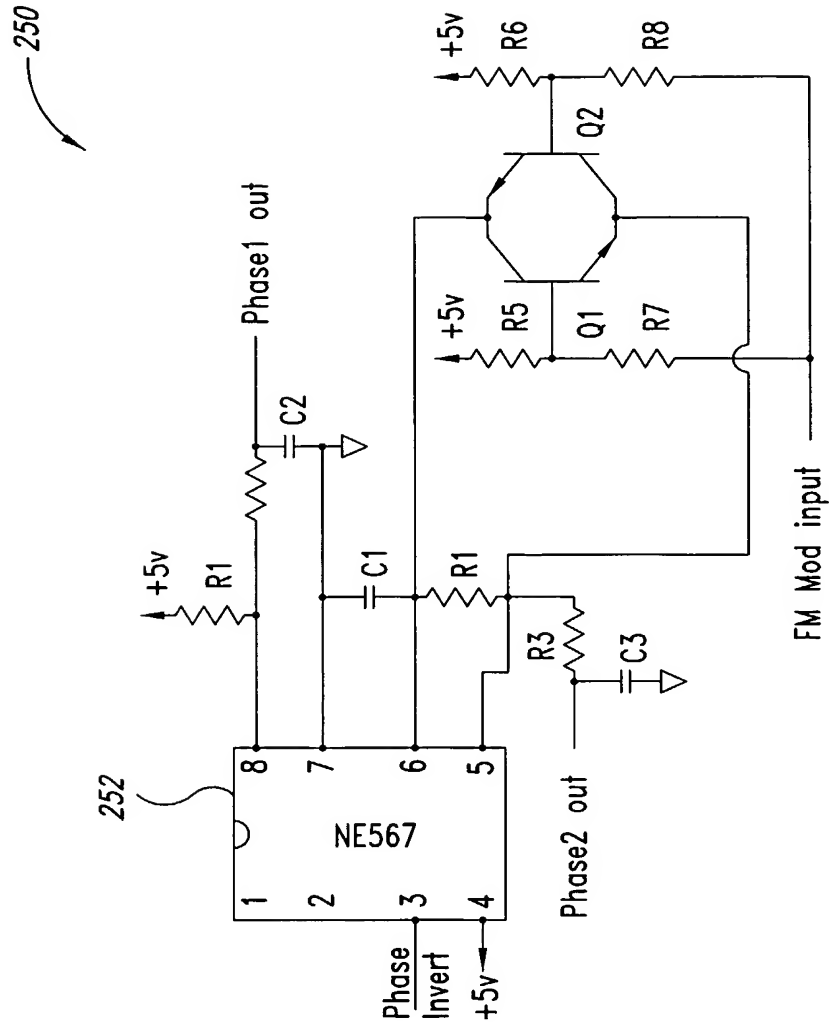 250
Phase1 out
+5v
R1
C2
252
8
7
6
5
1
2
3
4
NE567
C1
R1
R3
C3
Phase
Invert
+5v
Phase2 out
+5v
R5
Q1
R7
+5v
R6
Q2
R8
FM Mod input